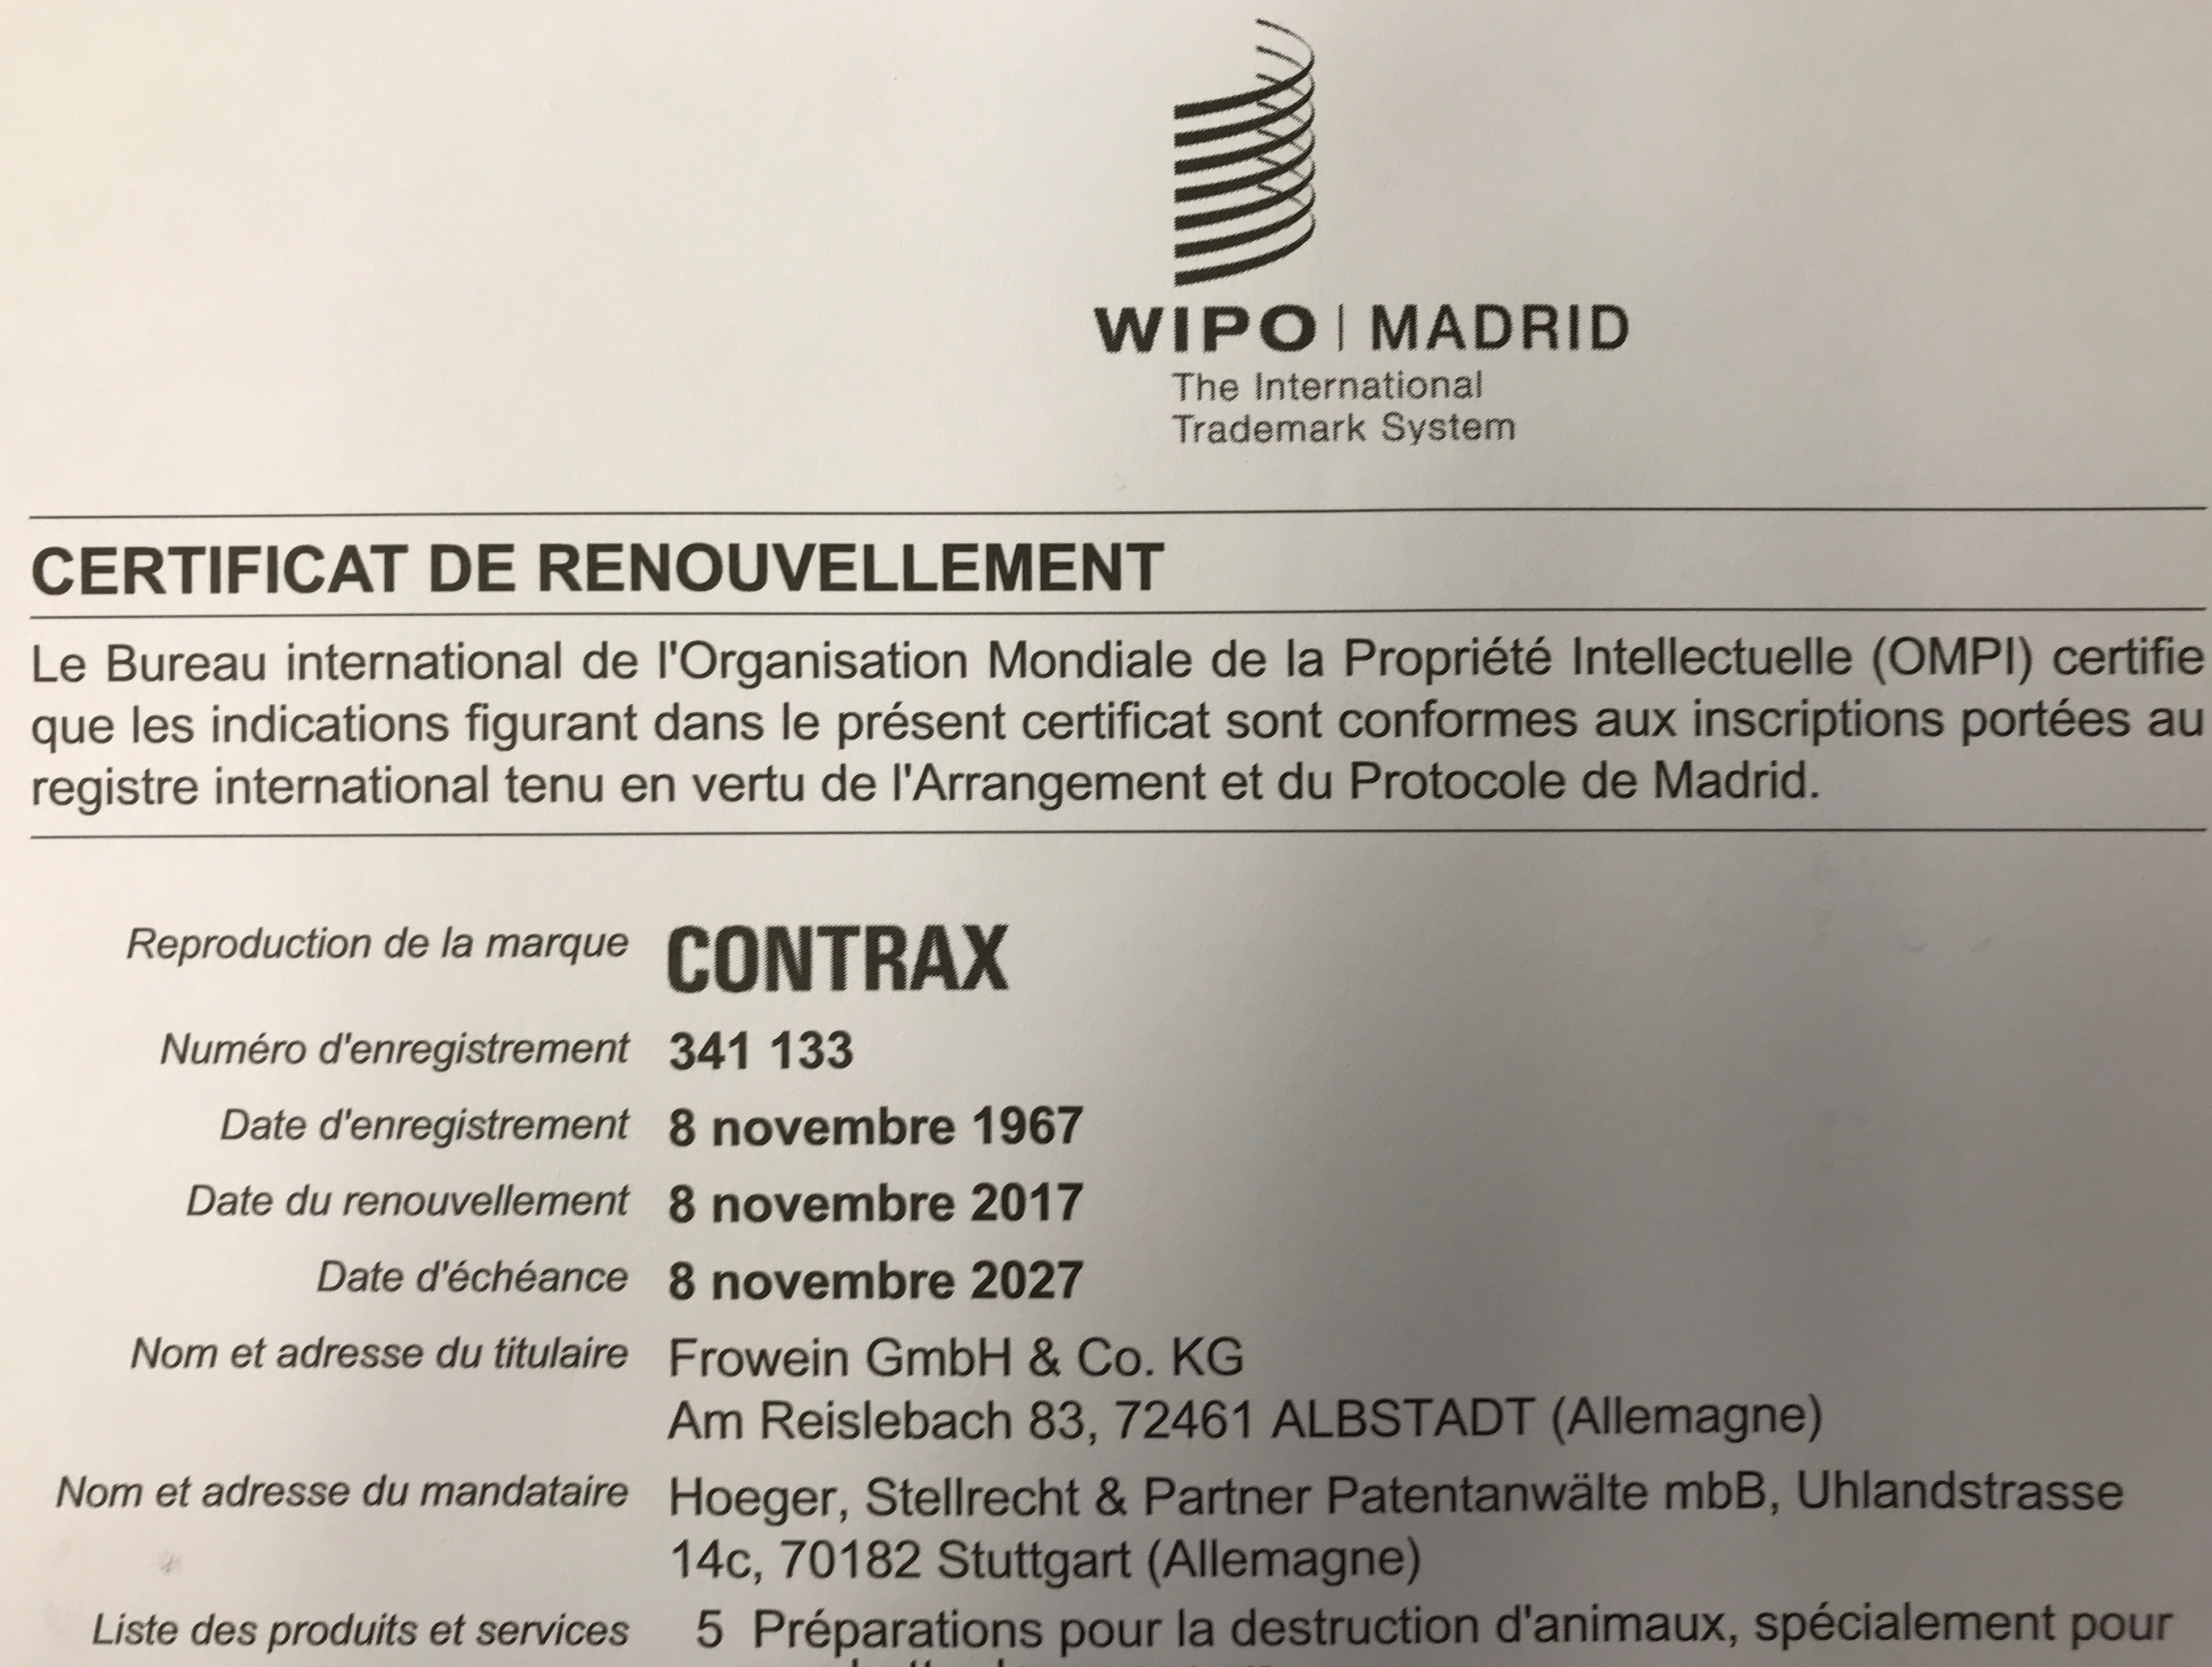 WIPO | MADRID
The International
Trademark System
CERTIFICAT DE RENOUVELLEMENT
Le Bureau international de l'Organisation Mondiale de la Propriété Intellectuelle (OMPI) certifie
que les indications figurant dans le présent certificat sont conformes aux inscriptions portées au
registre international tenu en vertu de l'Arrangement et du Protocole de Madrid.
Reproduction de la marque CONTRAX
Numéro d'enregistrement 341 133
Date d'enregistrement 8 novembre 1967
Date du renouvellement 8 novembre 2017
Date d'échéance 8 novembre 2027
Nom et adresse du titulaire Frowein GmbH & Co. KG
Am Reislebach 83, 72461 ALBSTADT (Allemagne)
Nom et adresse du mandataire Hoeger, Stellrecht & Partner Patentanwälte mbB, Uhlandstrasse
14c, 70182 Stuttgart (Allemagne)
Liste des produits et services 5 Préparations pour la destruction d'animaux, spécialement pour